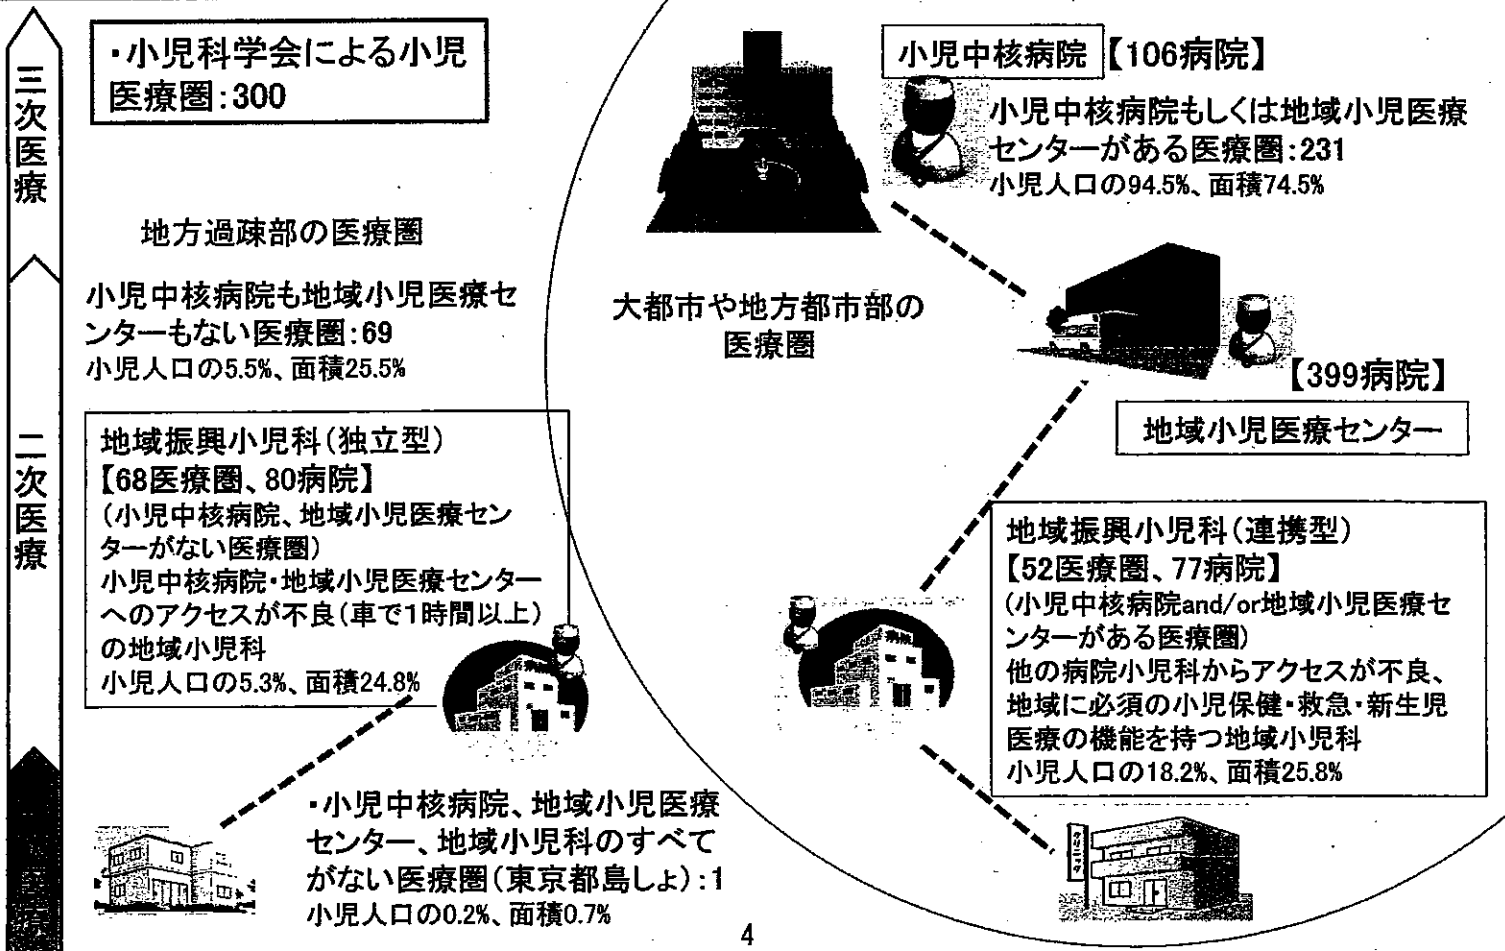 三次医療
二次医療
・小児科学会による小児
医療圏:300
地方過疎部の医療圏
小児中核病院も地域小児医療セ
ンターもない医療圏:69
小児人口の5.5%、面積25.5%
地域振興小児科(独立型)
【68医療圏、80病院】
(小児中核病院、地域小児医療セン
ターがない医療圏)
小児中核病院・地域小児医療センター
へのアクセスが不良(車で1時間以上)
の地域小児科
小児人口の5.3%、面積24.8%
・小児中核病院、地域小児医療
センター、地域小児科のすべて
がない医療圏(東京都島しょ):1
小児人口の0.2%、面積0.7%
小児中核病院【106病院】
小児中核病院もしくは地域小児医療
センターがある医療圏:231
小児人口の94.5%、面積74.5%
大都市や地方都市部の
医療圏
【399病院】
地域小児医療センター
地域振興小児科(連携型)
【52医療圏、77病院】
(小児中核病院and/or地域小児医療セ
ンターがある医療圏)
他の病院小児科からアクセスが不良、
地域に必須の小児保健・救急・新生児
医療の機能を持つ地域小児科
小児人口の18.2%、面積25.8%
病院
病院
クリニック
4